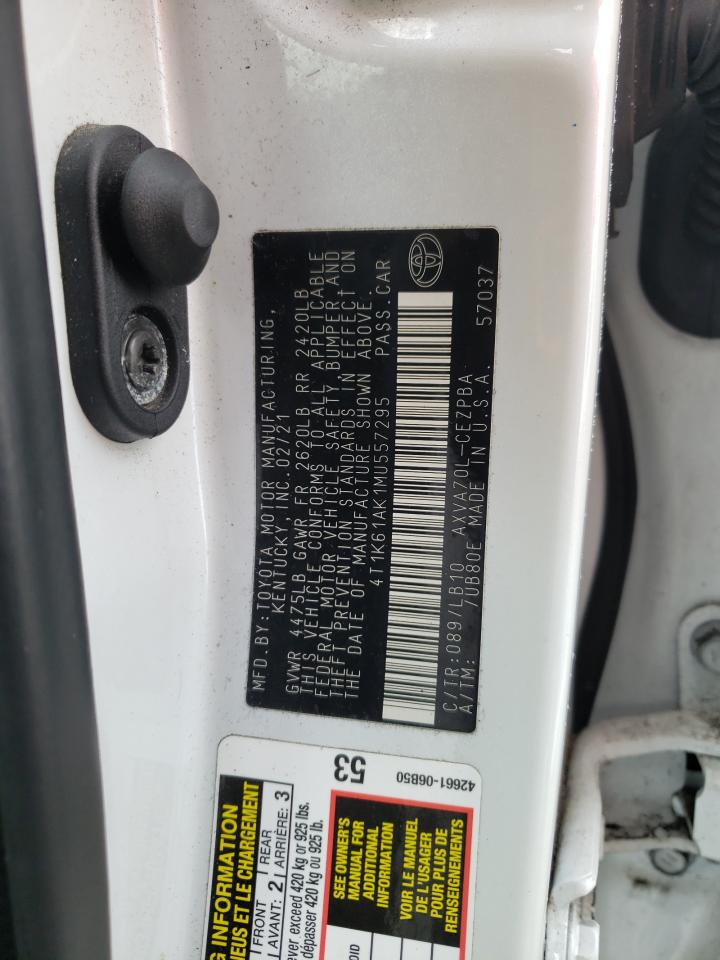 MFD.BY: TOYOTA MOTOR MANUFACTURING,
KENTUCKY, INC. 02/21
GVWR 4475LB GAWR FR 2620LB RR 2420LB
THIS VEHICLE CONFORMS TO ALL APPLICABLE
FEDERAL MOTOR VEHICLE SAFETY, BUMPER AND
THEFT PREVENTION STANDARDS IN EFFECT ON
THE DATE OF MANUFACTURE SHOWN ABOVE.
4T1K61AK1MU557295 PASS.CAR
C/TR:089/LB10 AXVA70L-CEZPBA
A/TM: /UB80E MADE IN U.S.A. 57037
53
42661-06B50
INFORMATION
NEUS ET LE CHARGEMENT
FRONT REAR
AVANT: 2 ARRIÈRE: 3
exceed 420 kg or 925 lbs.
dépasser 420 kg ou 925 lb.
SEE OWNER'S
MANUAL FOR
ADDITIONAL
INFORMATION
VOIR LE MANUEL
DE L'USAGER
POUR PLUS DE
RENSEIGNEMENTS